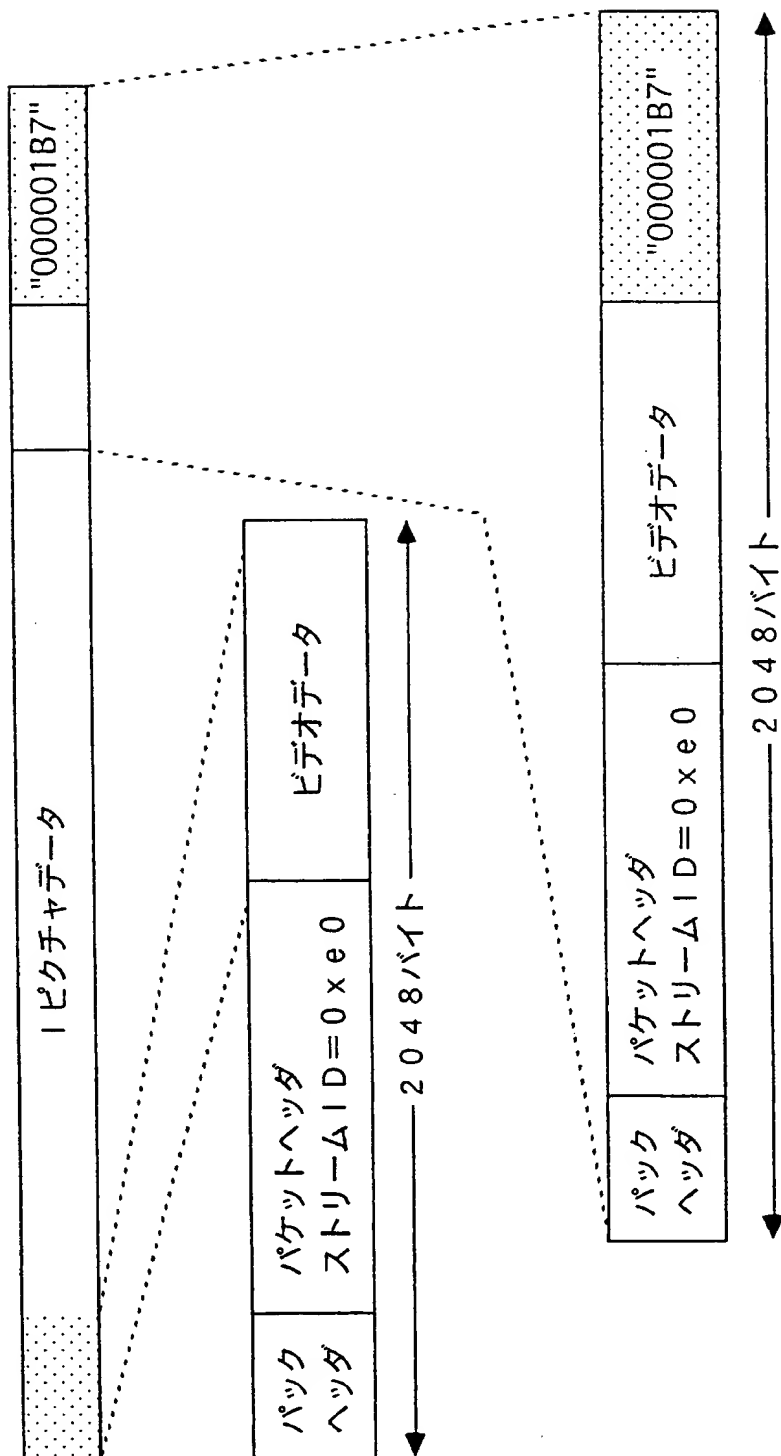 1ピクチャデータ
"000001B7"
パック
ヘッダ
パケットヘッダ
ストリームID=0xe0
ビデオデータ
2048バイト
パック
ヘッダ
パケットヘッダ
ストリームID=0xe0
ビデオデータ
"000001B7"
2048バイト